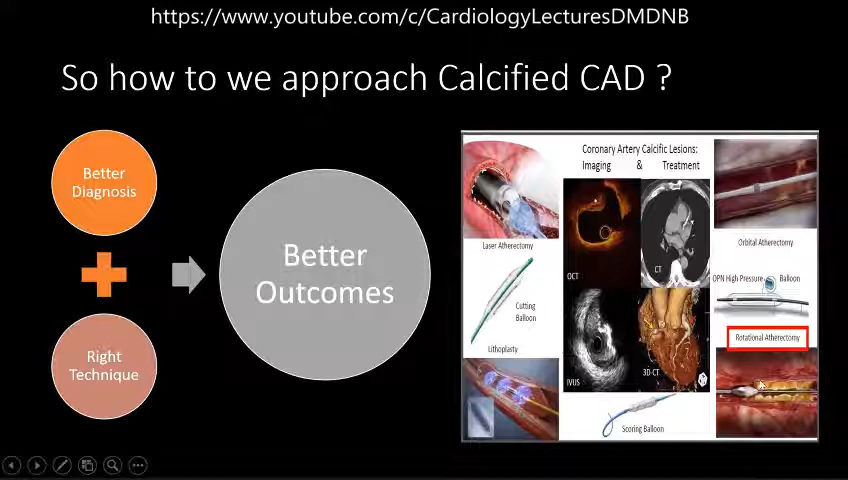 https://www.youtube.com/c/CardiologyLecturesDMDNB
So how to we approach Calcified CAD ?
Better
Diagnosis
Right
Technique
Better
Outcomes
Coronary Artery Calcific Lesions:
Imaging & Treatment
Laser Atherectomy
Cutting
Balloon
Lithoplasty
OCT
CT
IVUS
3D-CT
Scoring Balloon
Orbital Atherectomy
OPN High Pressure Balloon
Rotational Atherectomy